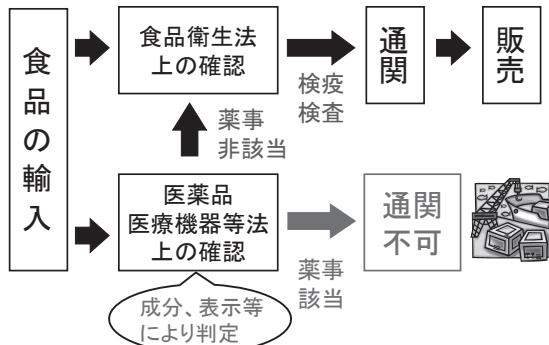 食品の輸入
食品衛生法
上の確認
検疫
検査
通関
販売
薬事
非該当
医薬品
医療機器等法
上の確認
薬事
該当
通関
不可
成分、表示等
により判定